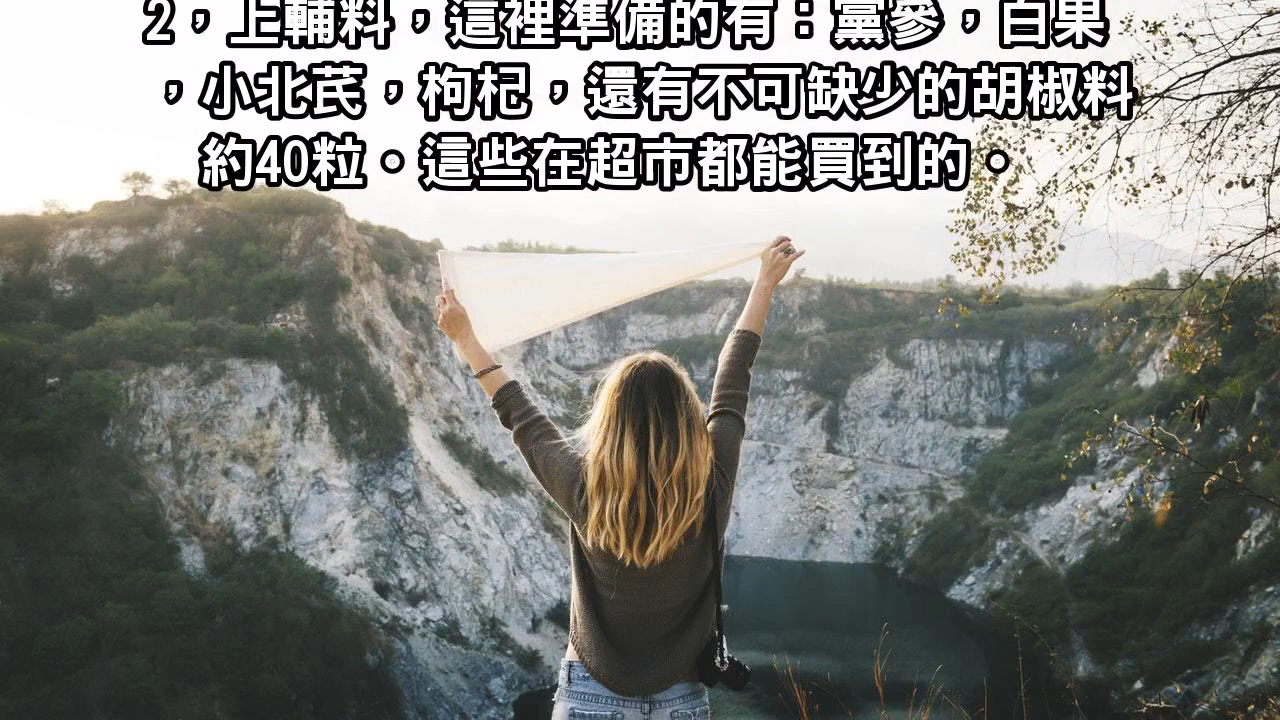 2，上輔料，這裡準備的有：黨參，白果
，小北芪，枸杞，還有不可缺少的胡椒料
約40粒。這些在超市都能買到的。